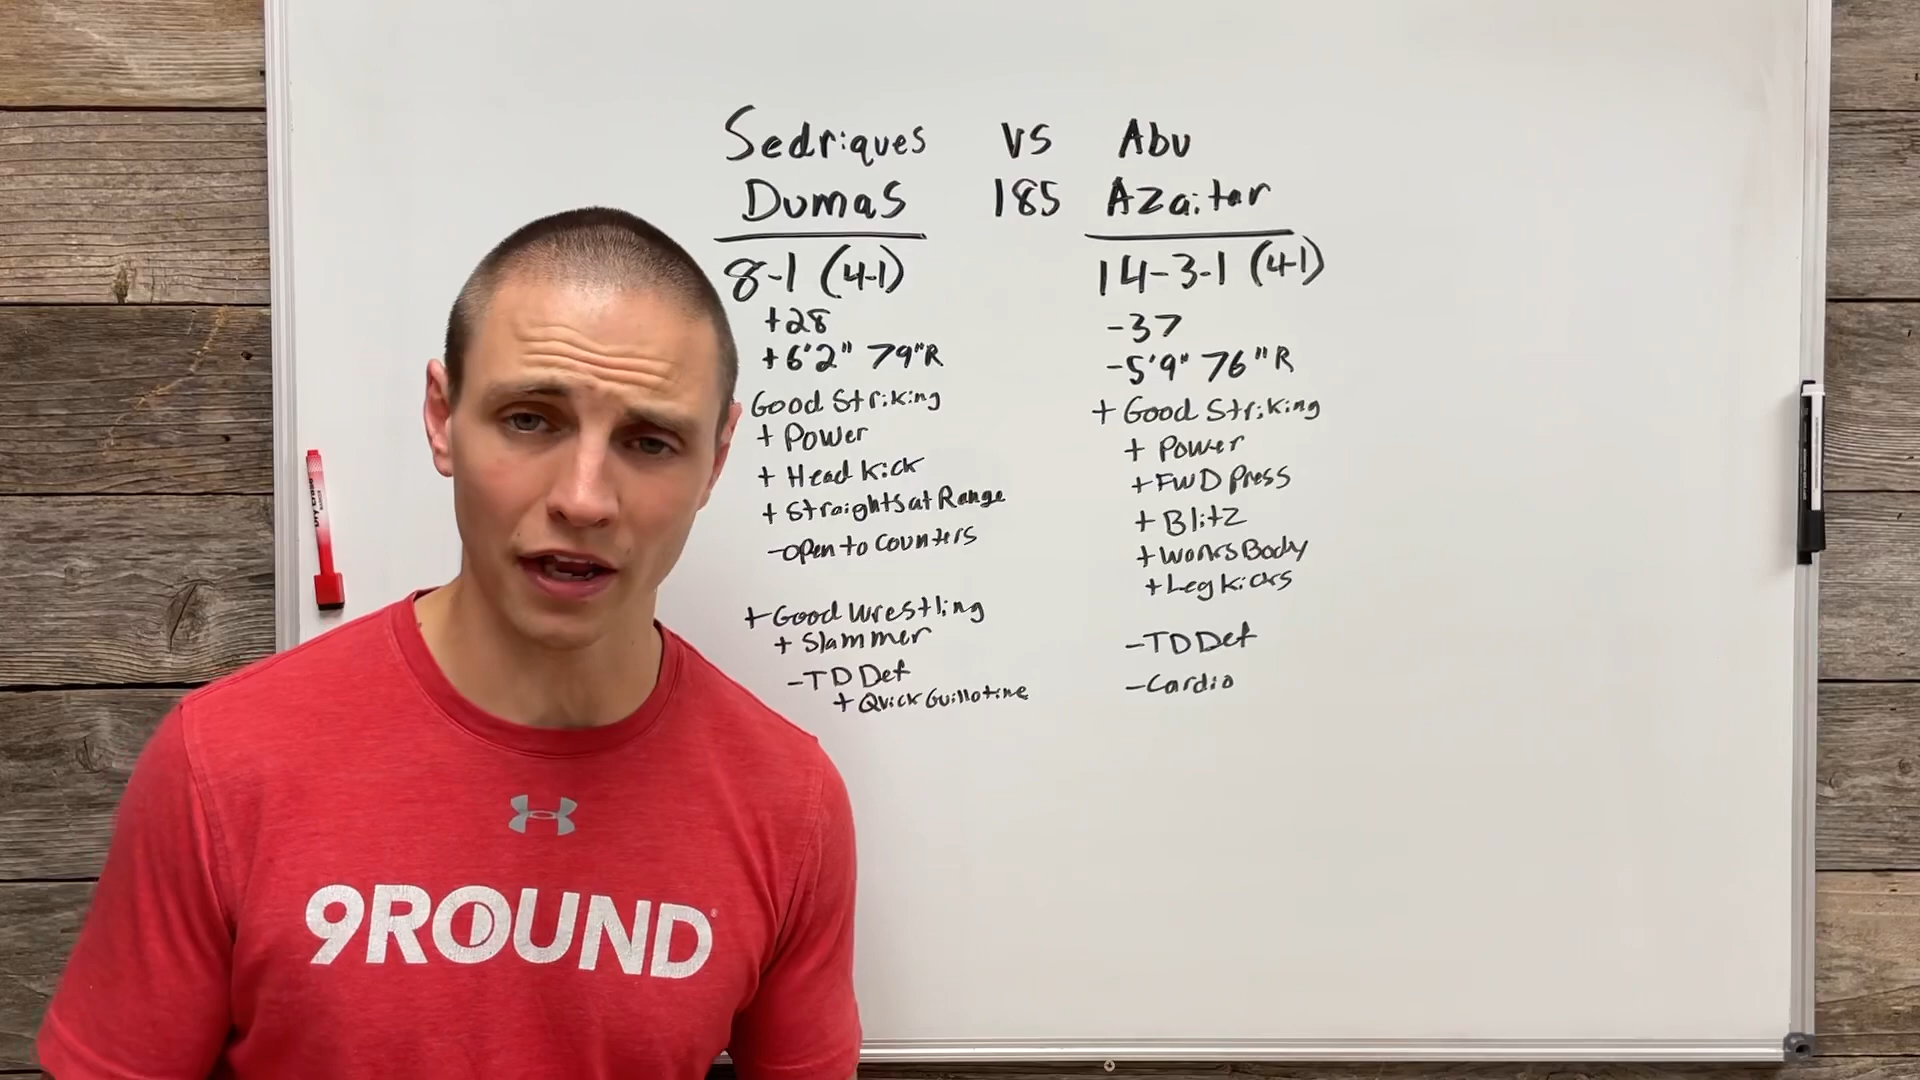 Sedriques VS Abu
Dumas 185 Azaitar
8-1 (4-1)
+28
+6'2" 79"R
Good Striking
+ Power
+ Head Kick
+ Straights at Range
-open to counters
+Good Wrestling
+ Slammer
-TD Def
+ Quick Guillotine
14-3-1 (4-1)
-37
-5'9" 76"R
+ Good Striking
+ Power
+FWD Press
+ Blitz
+Works Body
+Leg Kicks
-TD Def
-Cardio
Dry Erase
9ROUND